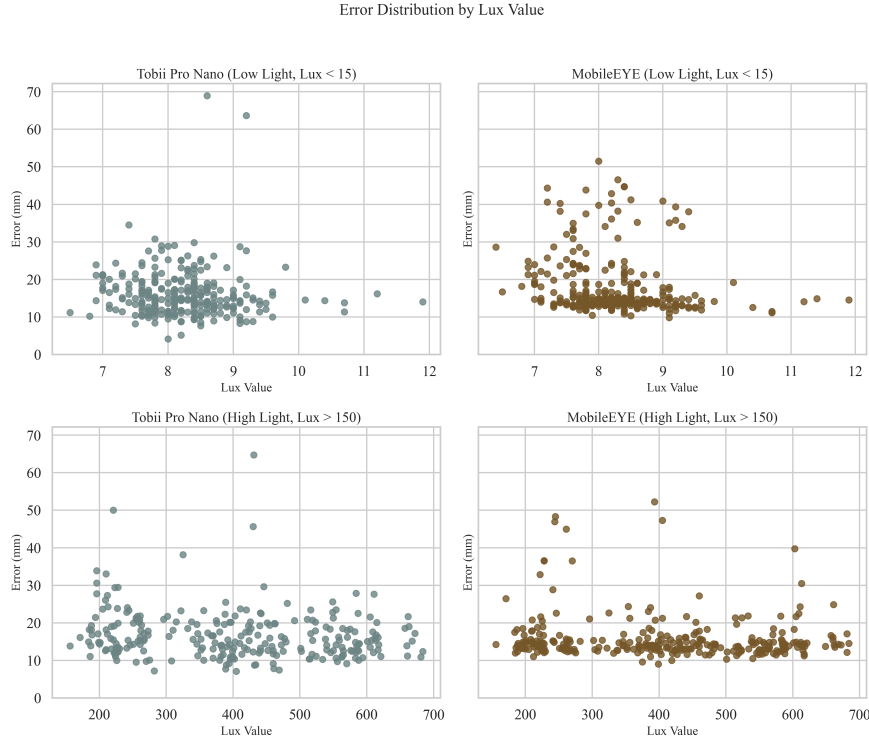 Error Distribution by Lux Value
Tobii Pro Nano (Low Light, Lux < 15)
MobileEYE (Low Light, Lux < 15)
70
60
50
40
30
20
10
0
Error (mm)
Error (mm)
7 8 9 10 11 12
7 8 9 10 11 12
Lux Value
Lux Value
Tobii Pro Nano (High Light, Lux > 150)
MobileEYE (High Light, Lux > 150)
70
60
50
40
30
20
10
0
Error (mm)
Error (mm)
200 300 400 500 600 700
200 300 400 500 600 700
Lux Value
Lux Value